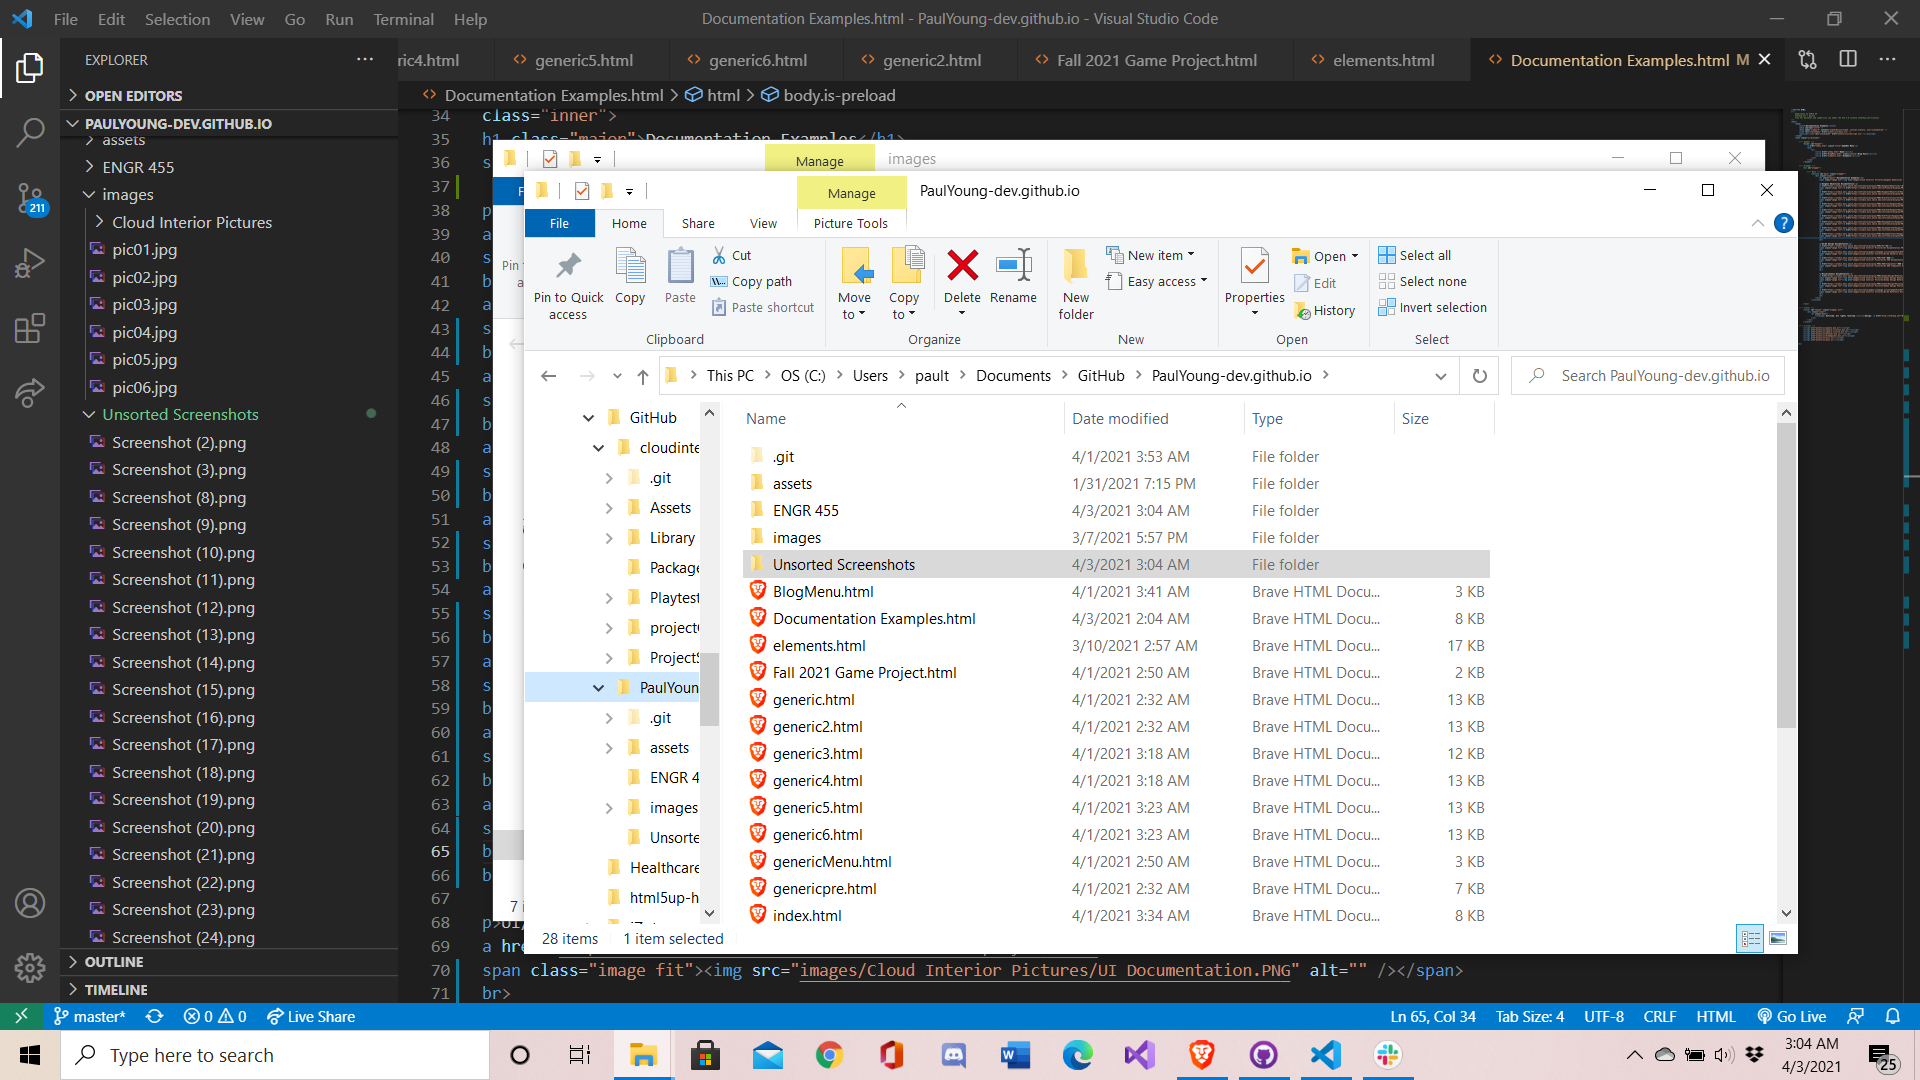 File Edit Selection View Go Run Terminal Help
Documentation Examples.html - PaulYoung-dev.github.io - Visual Studio Code
EXPLORER
ric4.html generic5.html generic6.html generic2.html Fall 2021 Game Project.html elements.html Documentation Examples.html M
OPEN EDITORS
Documentation Examples.html > html > body.is-preload
PAULYOUNG-DEV.GITHUB.IO
assets
ENGR 455
images
Cloud Interior Pictures
pic01.jpg
pic02.jpg
pic03.jpg
pic04.jpg
pic05.jpg
pic06.jpg
Unsorted Screenshots
Screenshot (2).png
Screenshot (3).png
Screenshot (8).png
Screenshot (9).png
Screenshot (10).png
Screenshot (11).png
Screenshot (12).png
Screenshot (13).png
Screenshot (14).png
Screenshot (15).png
Screenshot (16).png
Screenshot (17).png
Screenshot (18).png
Screenshot (19).png
Screenshot (20).png
Screenshot (21).png
Screenshot (22).png
Screenshot (23).png
Screenshot (24).png
OUTLINE
TIMELINE
211
34 class="inner">
35 h1 class="major">Documentation Examples</h1>
36 s
37
38 p
39 a
40 s
41 b
42 a
43 s
44 b
45 a
46 s
47 b
48 a
49 s
50 b
51 a
52 s
53 b
54 a
55 s
56 b
57 a
58 s
59 b
60 a
61 s
62 b
63 a
64 s
65 b
66 b
67
68 p>UI/
69 a hre
70 span class="image fit"><img src="images/Cloud Interior Pictures/UI Documentation.PNG" alt="" /></span>
71 br>
Manage images
Pin
a
7 i
Manage PaulYoung-dev.github.io
File Home Share View Picture Tools
Pin to Quick access
Copy
Paste
Cut
Copy path
Paste shortcut
Clipboard
Move to
Copy to
Delete
Rename
Organize
New folder
New item
Easy access
New
Properties
Open
Edit
History
Open
Select all
Select none
Invert selection
Select
This PC > OS (C:) > Users > pault > Documents > GitHub > PaulYoung-dev.github.io >
Search PaulYoung-dev.github.io
GitHub
cloudinte
.git
Assets
Library
Package
Playtest
project
Project
PaulYoun
.git
assets
ENGR 4
images
Unsorte
Healthcare
html5up-h
Name Date modified Type Size
.git 4/1/2021 3:53 AM File folder
assets 1/31/2021 7:15 PM File folder
ENGR 455 4/3/2021 3:04 AM File folder
images 3/7/2021 5:57 PM File folder
Unsorted Screenshots 4/3/2021 3:04 AM File folder
BlogMenu.html 4/1/2021 3:41 AM Brave HTML Docu... 3 KB
Documentation Examples.html 4/3/2021 2:04 AM Brave HTML Docu... 8 KB
elements.html 3/10/2021 2:57 AM Brave HTML Docu... 17 KB
Fall 2021 Game Project.html 4/1/2021 2:50 AM Brave HTML Docu... 2 KB
generic.html 4/1/2021 2:32 AM Brave HTML Docu... 13 KB
generic2.html 4/1/2021 2:32 AM Brave HTML Docu... 13 KB
generic3.html 4/1/2021 3:18 AM Brave HTML Docu... 12 KB
generic4.html 4/1/2021 3:18 AM Brave HTML Docu... 13 KB
generic5.html 4/1/2021 3:23 AM Brave HTML Docu... 13 KB
generic6.html 4/1/2021 3:23 AM Brave HTML Docu... 13 KB
genericMenu.html 4/1/2021 2:50 AM Brave HTML Docu... 3 KB
genericpre.html 4/1/2021 2:32 AM Brave HTML Docu... 7 KB
index.html 4/1/2021 3:34 AM Brave HTML Docu... 8 KB
28 items 1 item selected
master* 0 0 Live Share
Ln 65, Col 34 Tab Size: 4 UTF-8 CRLF HTML Go Live
Type here to search
3:04 AM
4/3/2021
25